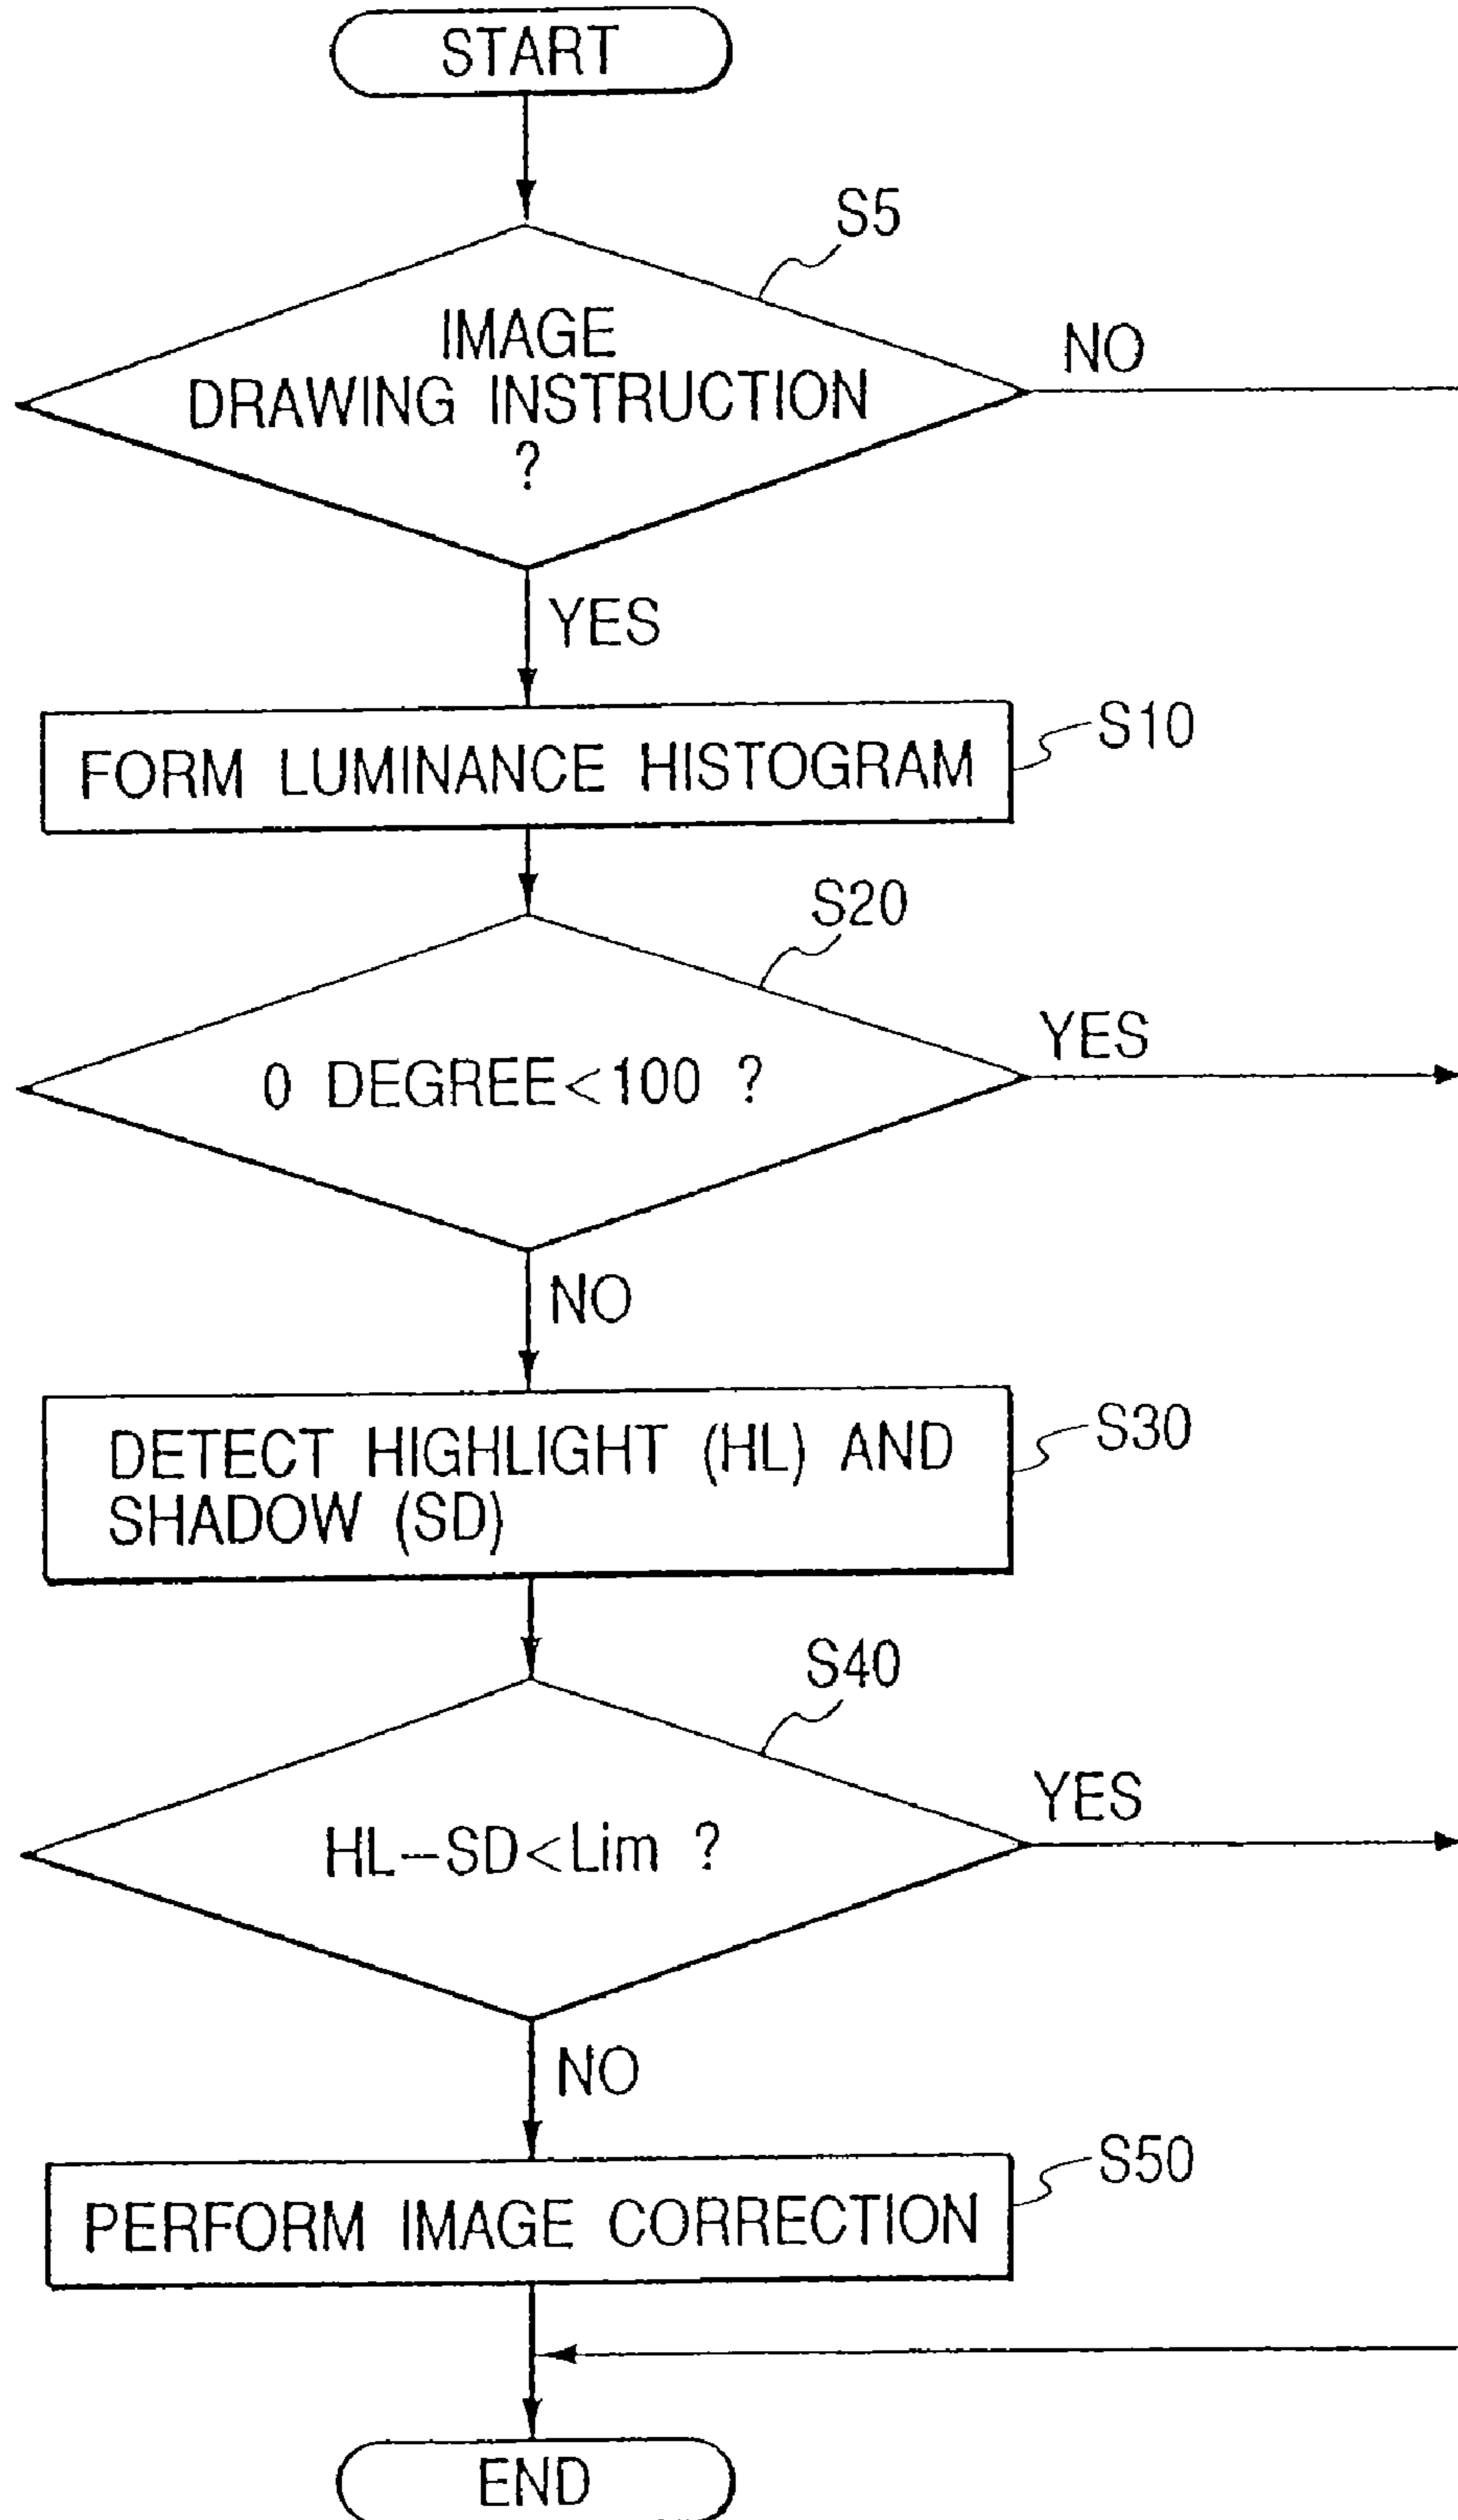 START
S5
IMAGE
DRAWING INSTRUCTION
?
NO
YES
FORM LUMINANCE HISTOGRAM
S10
S20
0 DEGREE<100 ?
YES
NO
DETECT HIGHLIGHT (HL) AND
SHADOW (SD)
S30
S40
HL-SD<Lim ?
YES
NO
PERFORM IMAGE CORRECTION
S50
END